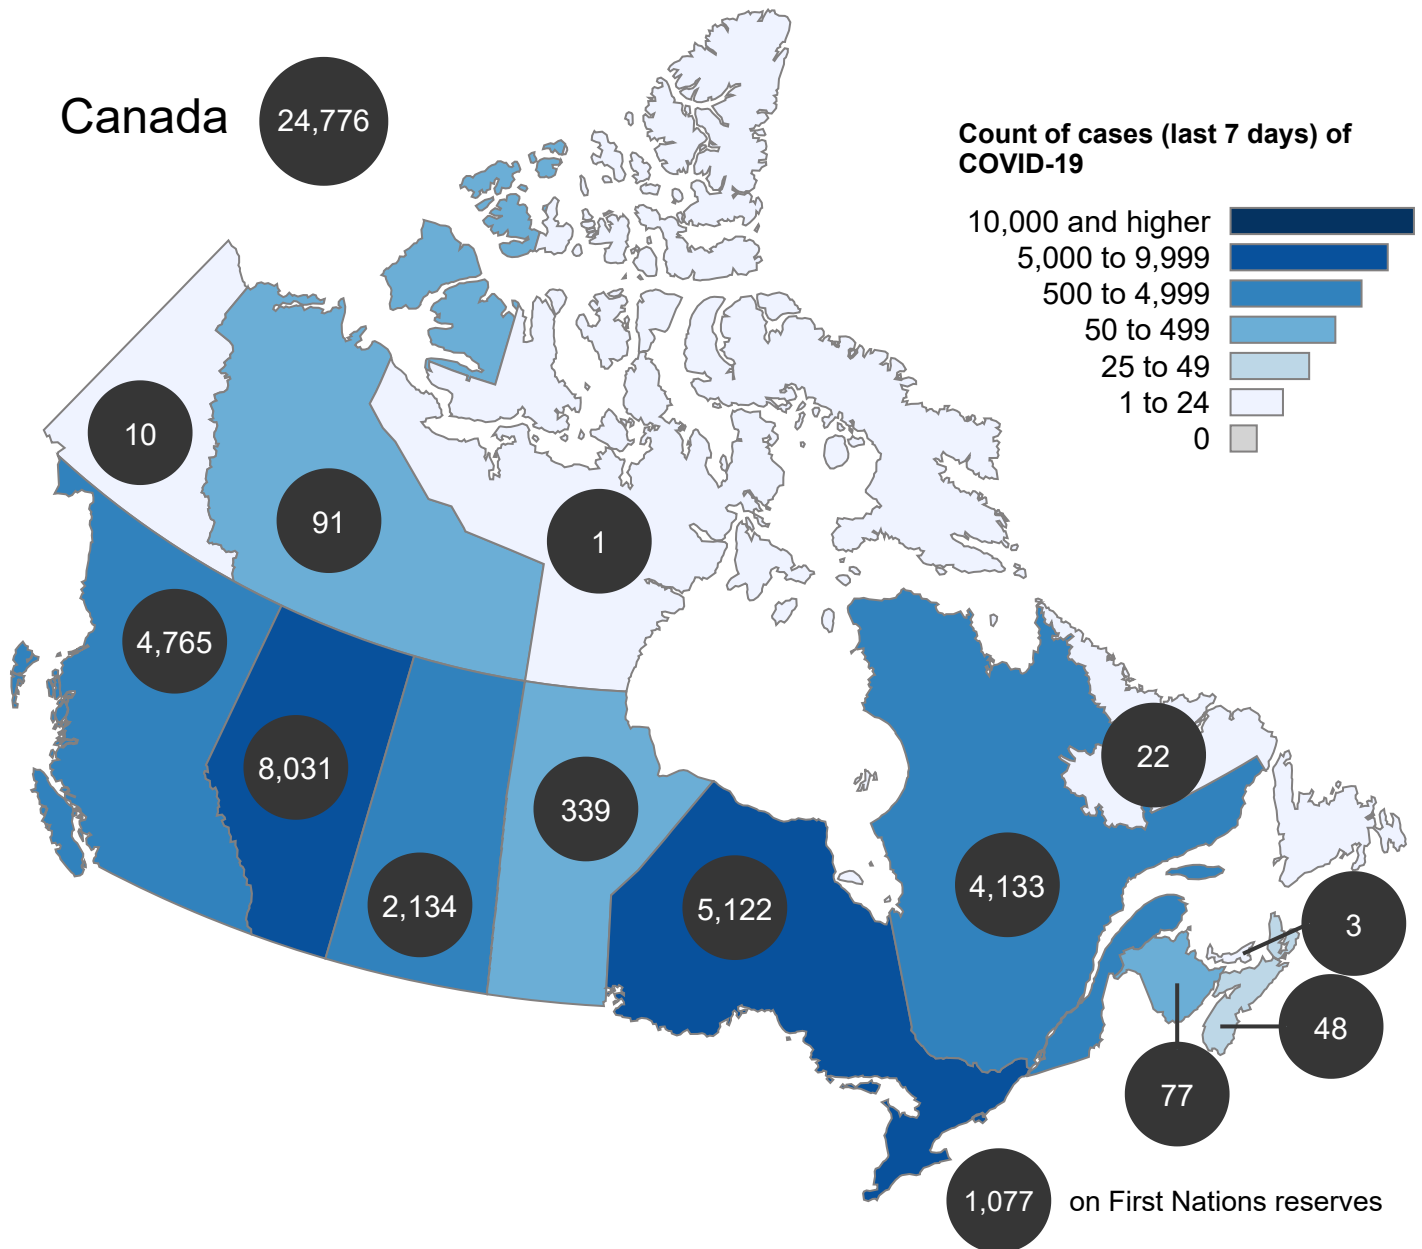 Canada
24,776
Count of cases (last 7 days) of
COVID-19
10,000 and higher
5,000 to 9,999
500 to 4,999
50 to 499
25 to 49
1 to 24
0
10
91
1
4,765
8,031
2,134
339
5,122
4,133
22
3
48
77
1,077 on First Nations reserves